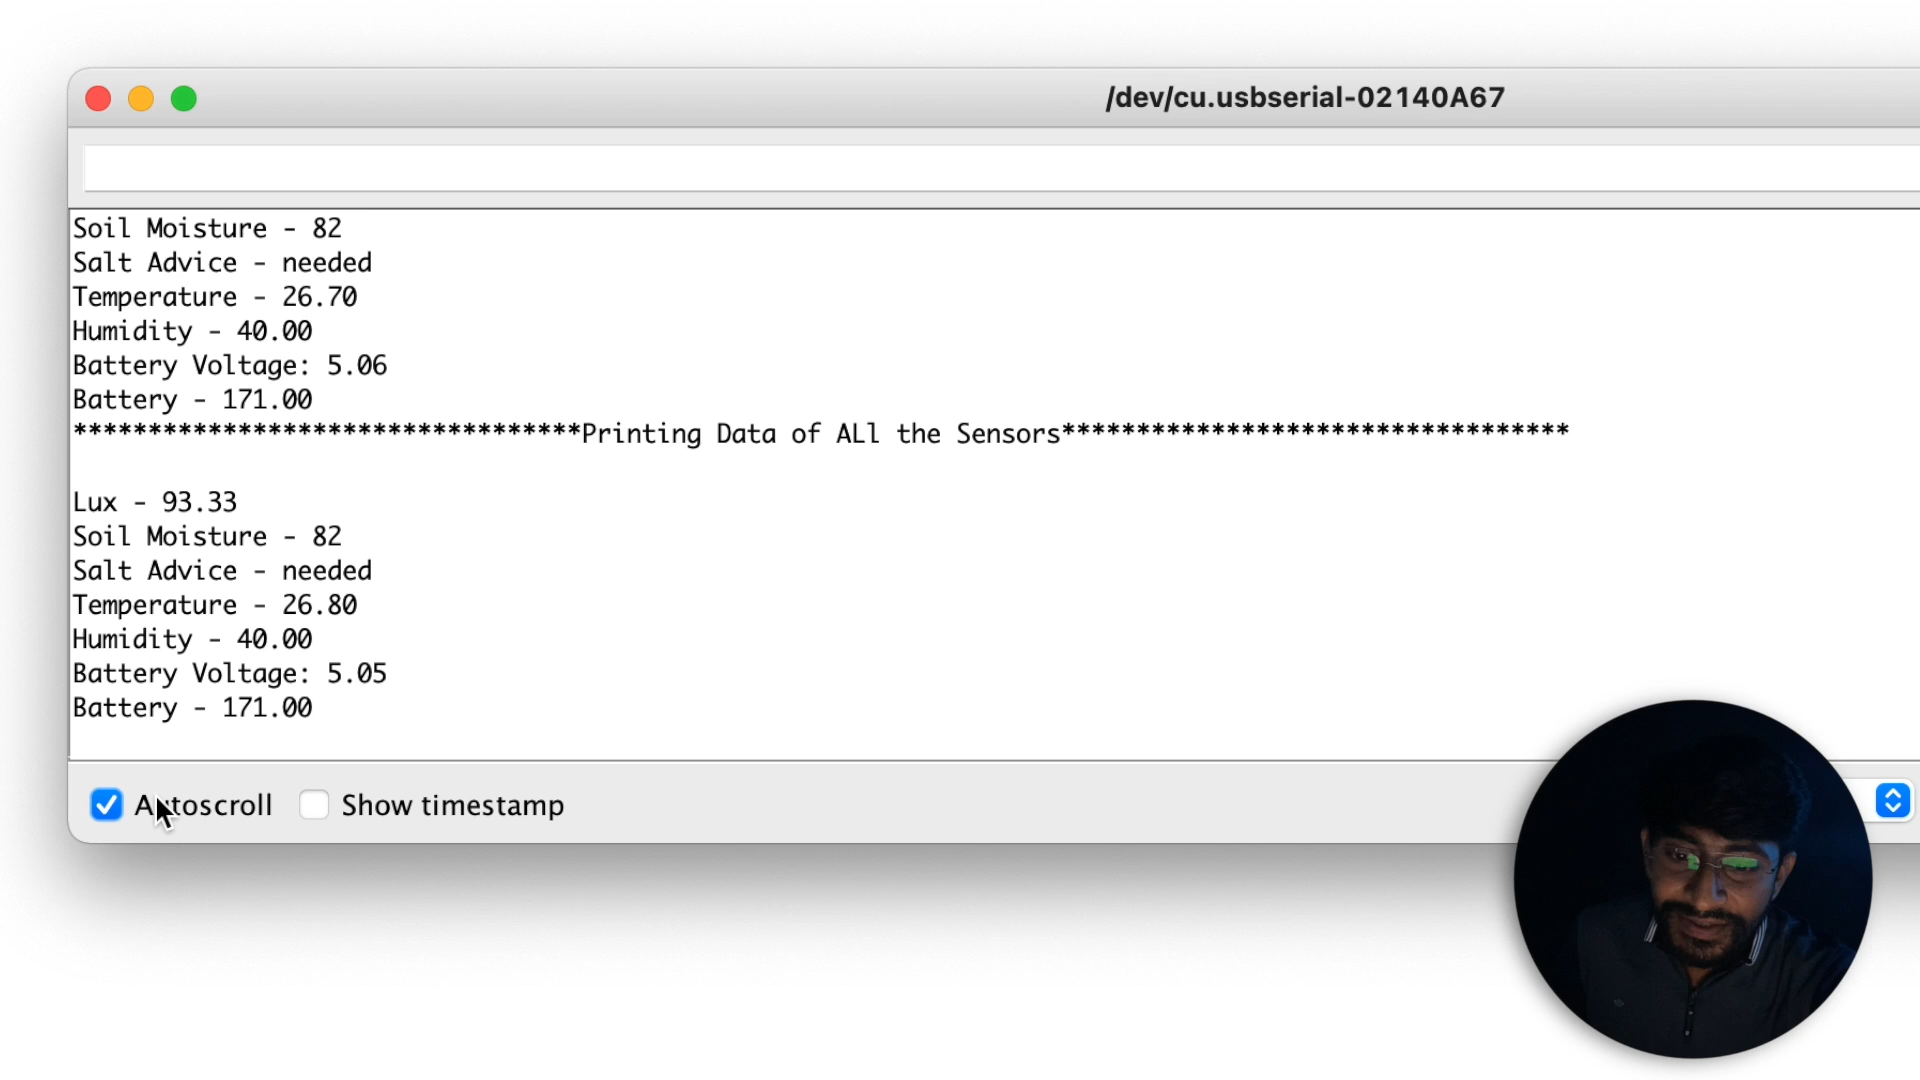 /dev/cu.usbserial-02140A67
Soil Moisture - 82
Salt Advice - needed
Temperature - 26.70
Humidity - 40.00
Battery Voltage: 5.06
Battery - 171.00
**********************************Printing Data of ALl the Sensors**********************************
Lux - 93.33
Soil Moisture - 82
Salt Advice - needed
Temperature - 26.80
Humidity - 40.00
Battery Voltage: 5.05
Battery - 171.00
Autoscroll
Show timestamp